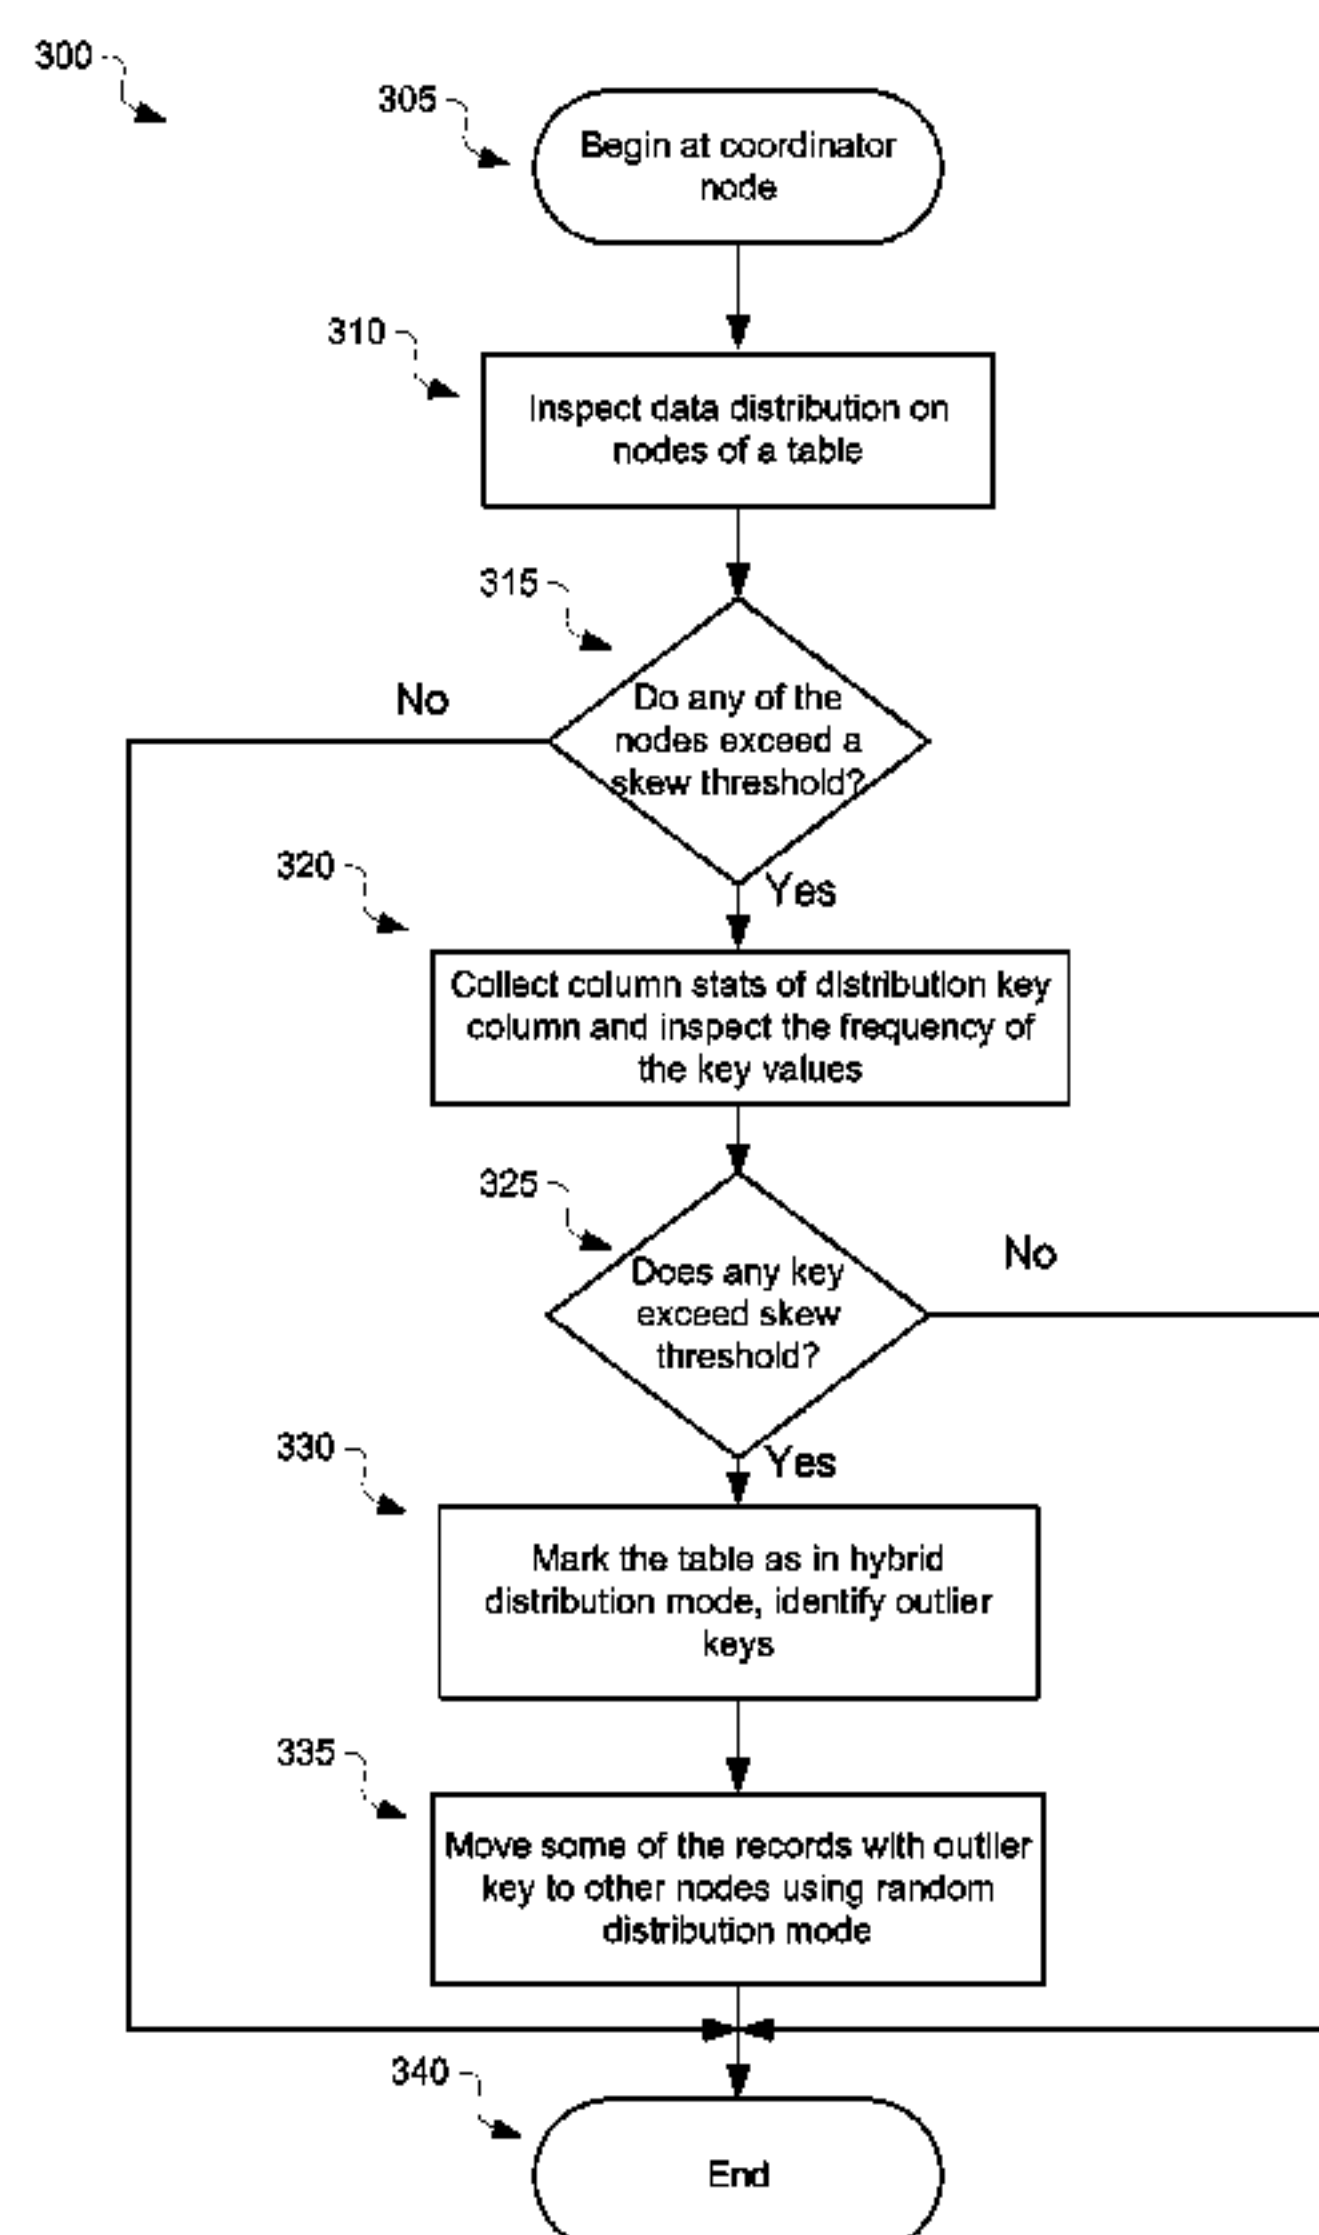 300
305
Begin at coordinator
node
310
Inspect data distribution on
nodes of a table
315
No
Do any of the
nodes exceed a
skew threshold?
320
Yes
Collect column stats of distribution key
column and inspect the frequency of
the key values
325
No
Does any key
exceed skew
threshold?
330
Yes
Mark the table as in hybrid
distribution mode, identify outlier
keys
335
Move some of the records with outlier
key to other nodes using random
distribution mode
340
End